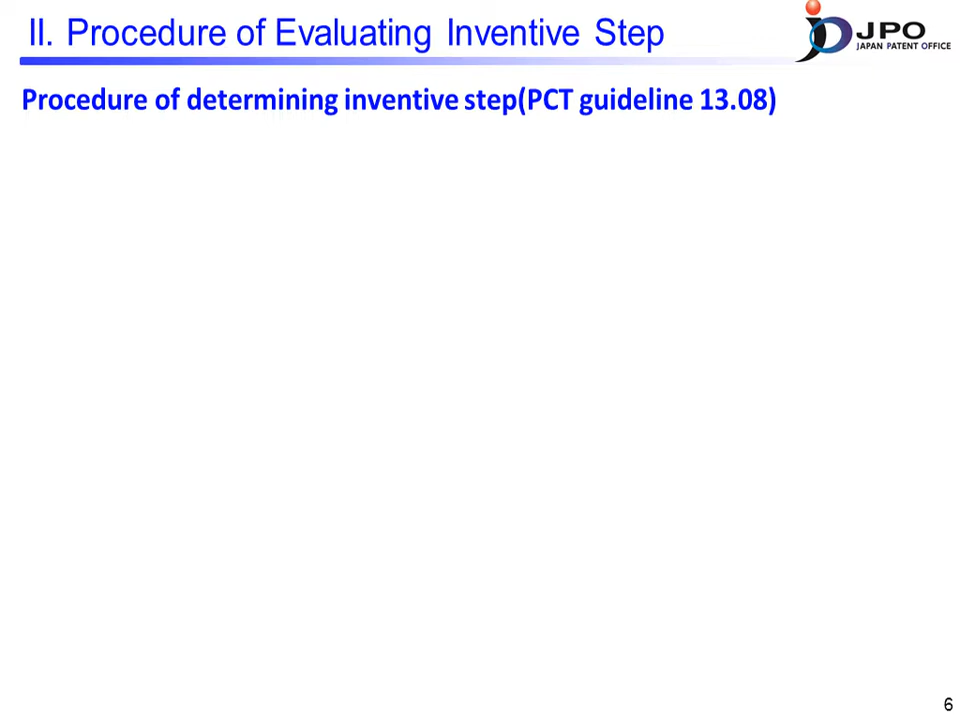 II. Procedure of Evaluating Inventive Step
JPO
JAPAN PATENT OFFICE
Procedure of determining inventive step(PCT guideline 13.08)
6